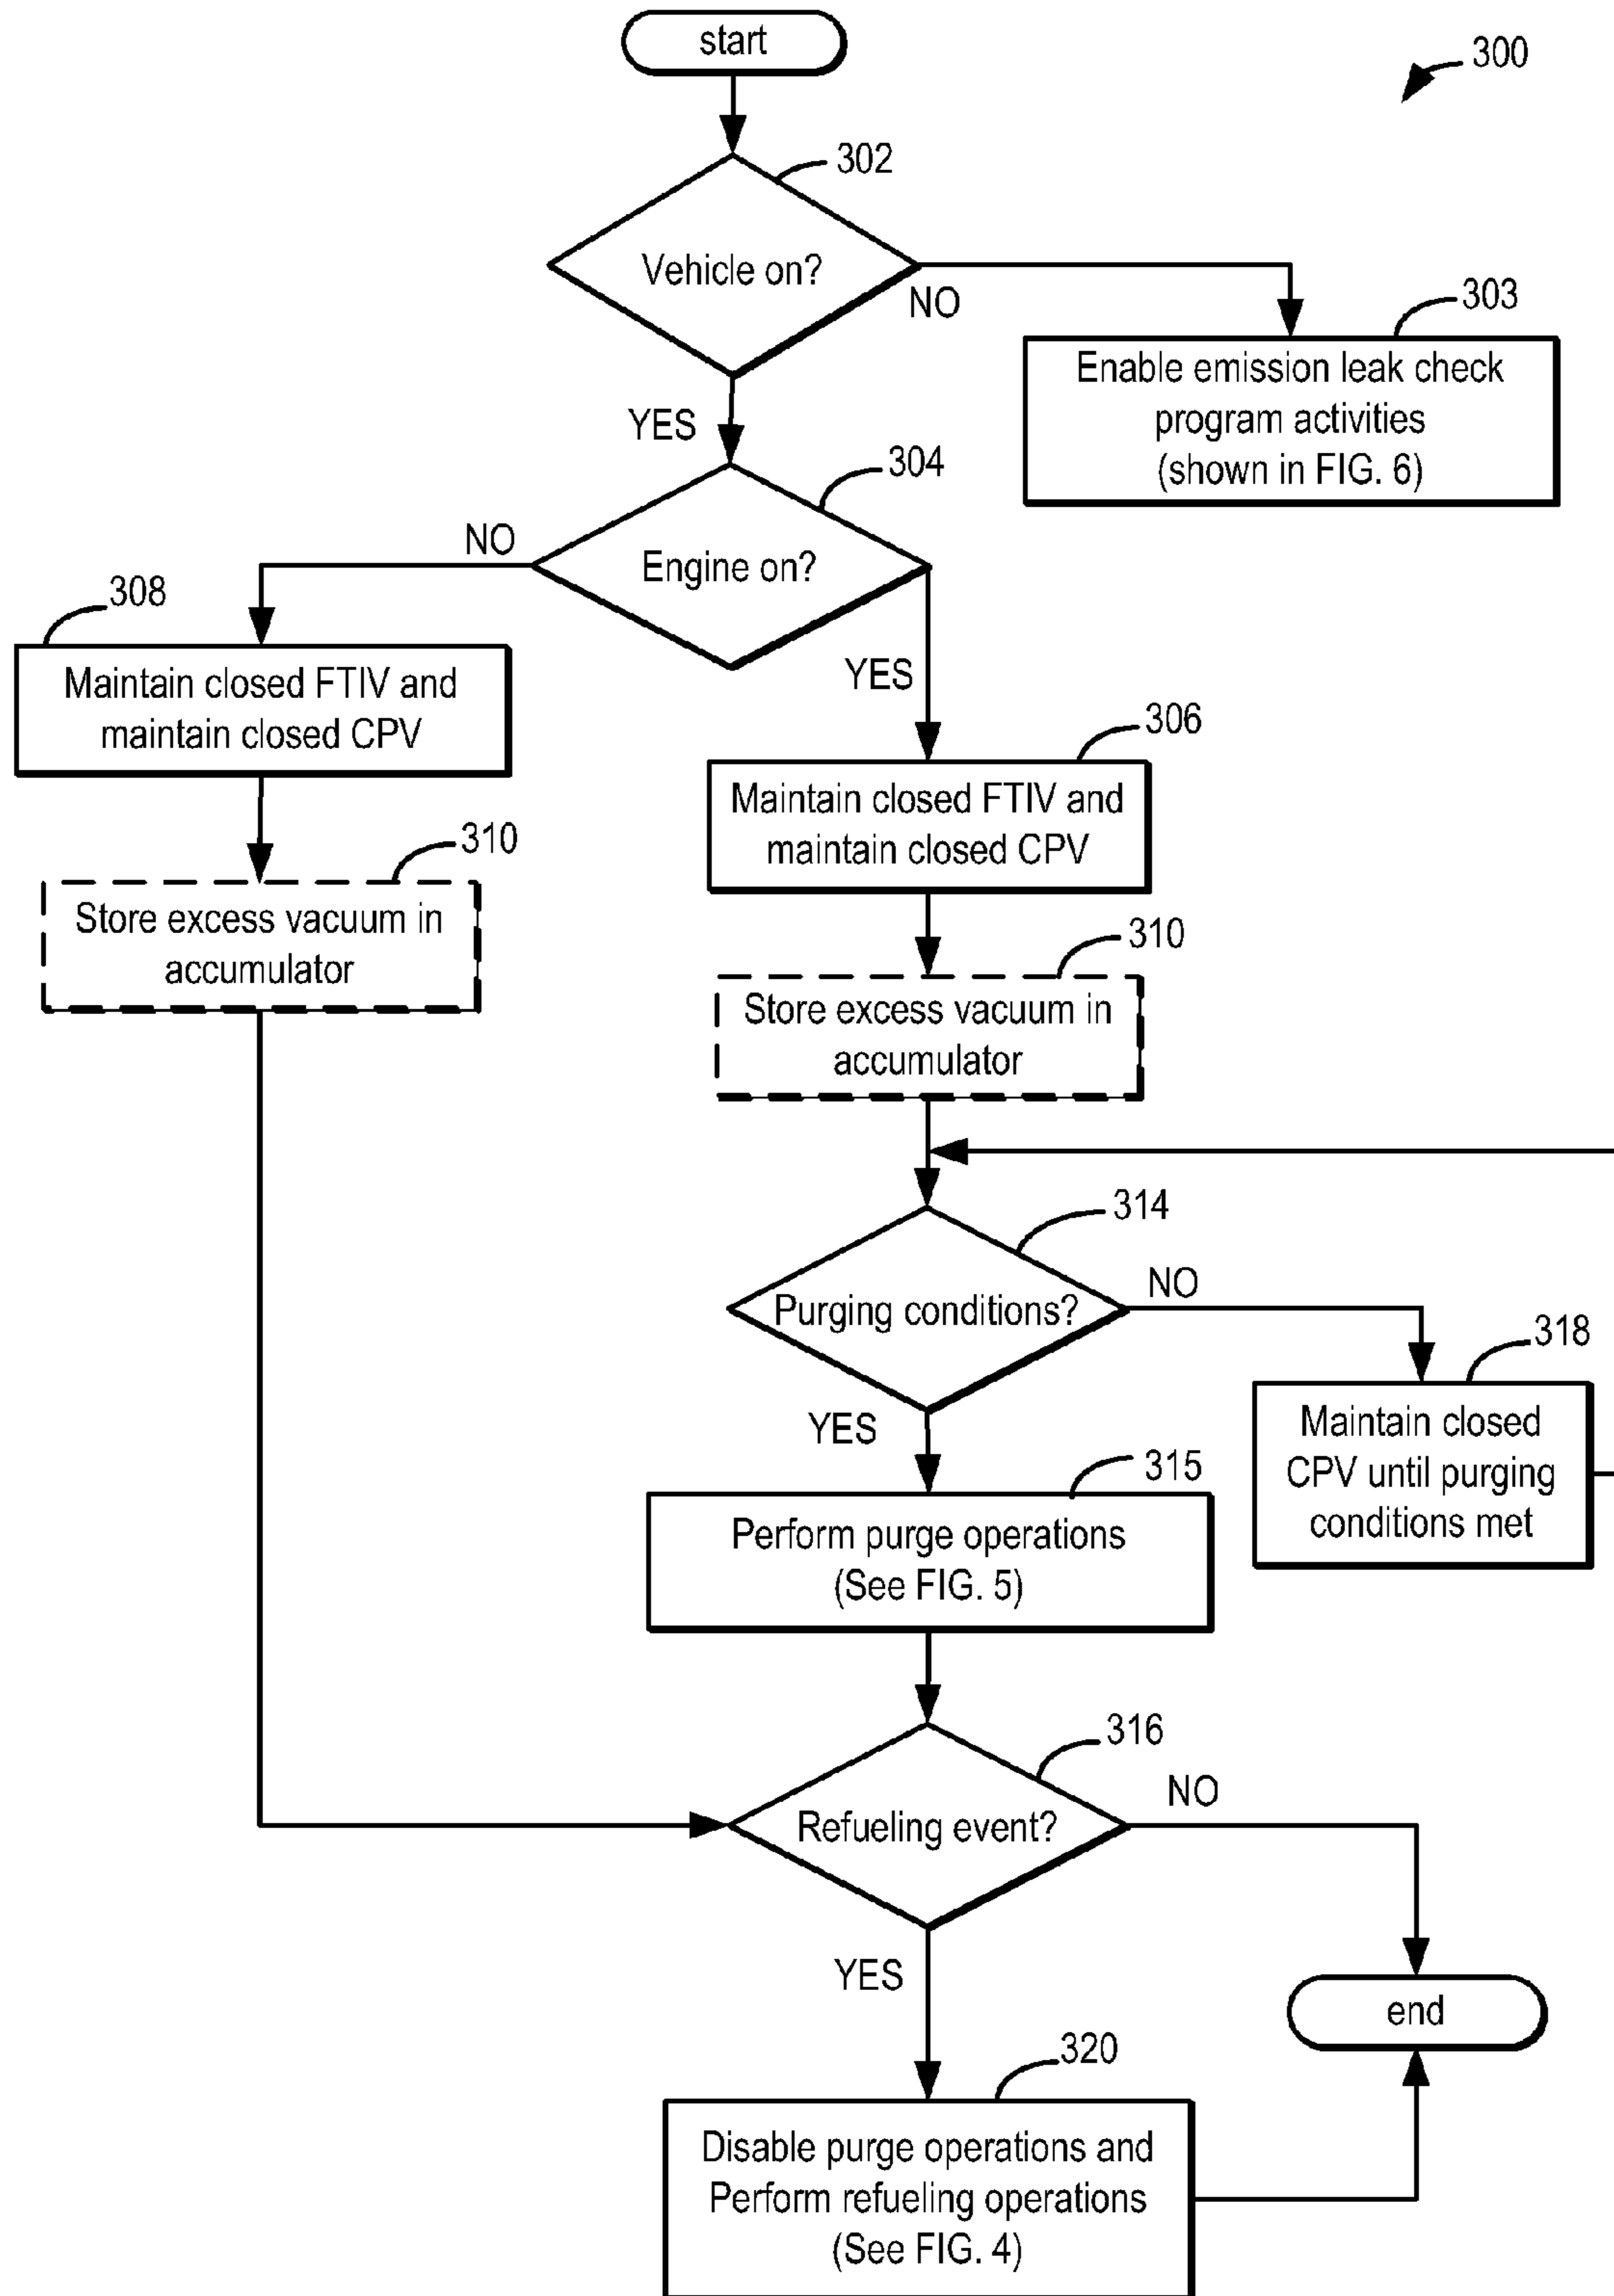 start
300
302
Vehicle on?
NO
303
Enable emission leak check
program activities
(shown in FIG. 6)
YES
304
NO
Engine on?
308
YES
Maintain closed FTIV and
maintain closed CPV
306
Maintain closed FTIV and
maintain closed CPV
310
Store excess vacuum in
accumulator
310
Store excess vacuum in
accumulator
314
NO
Purging conditions?
318
YES
Maintain closed
CPV until purging
conditions met
315
Perform purge operations
(See FIG. 5)
316
NO
Refueling event?
YES
end
320
Disable purge operations and
Perform refueling operations
(See FIG. 4)